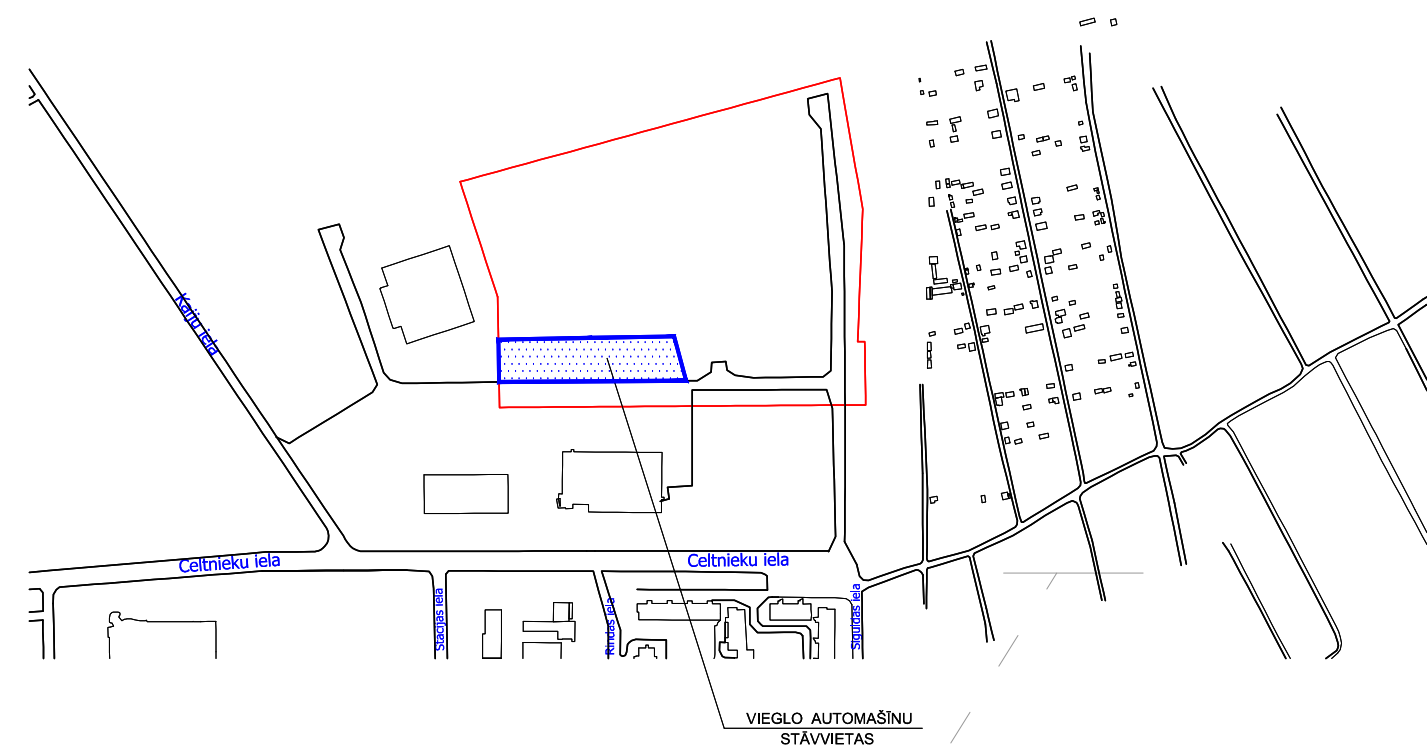 Kaiju iela
Celtnieku iela
Celtnieku iela
Stacijas iela
Rindas iela
Siguldas iela
VIEGLO AUTOMAŠĪNU
STĀVVIETAS